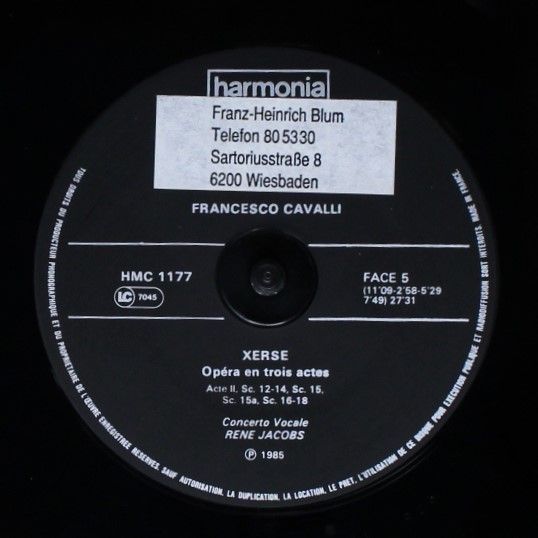 harmonia
Franz-Heinrich Blum
Telefon 80 53 30
Sartoriusstraße 8
6200 Wiesbaden
FRANCESCO CAVALLI
HMC 1177
LC 7045
FACE 5
(11'09-2'58-5'29
7'49) 27'31
XERSE
Opéra en trois actes
Acte II, Sc. 12-14, Sc. 15,
Sc. 15a, Sc. 16-18
Concerto Vocale
RENE JACOBS
Ⓟ 1985
TOUS DROITS DU PRODUCTEUR PHONOGRAPHIQUE ET DU PROPRIETAIRE DE L'ŒUVRE ENREGISTREE RESERVES. SAUF AUTORISATION, LA DUPLICATION, LA LOCATION, LE PRET, L'UTILISATION DE CE DISQUE POUR EXECUTION PUBLIQUE ET RADIODIFFUSION SONT INTERDITS. MADE IN FRANCE.